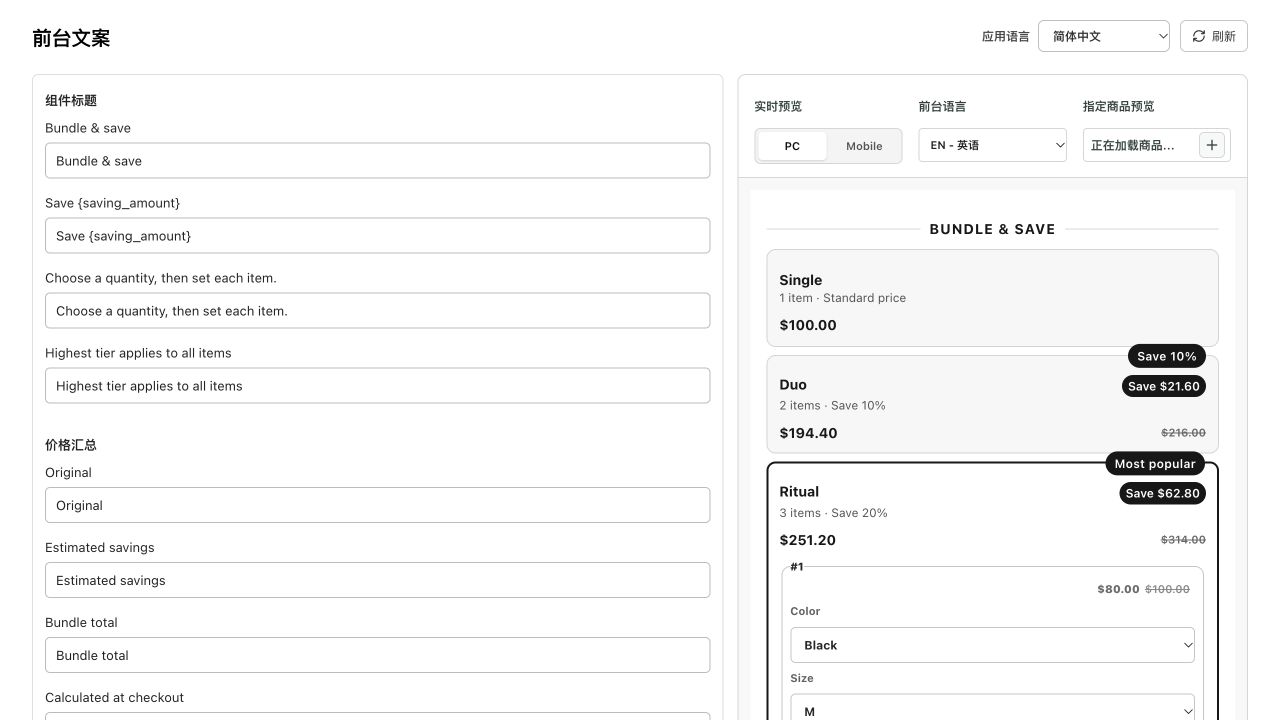 前台文案
应用语言
简体中文
刷新
组件标题
Bundle & save
Bundle & save
Save {saving_amount}
Save {saving_amount}
Choose a quantity, then set each item.
Choose a quantity, then set each item.
Highest tier applies to all items
Highest tier applies to all items
价格汇总
Original
Original
Estimated savings
Estimated savings
Bundle total
Bundle total
Calculated at checkout
实时预览
PC
Mobile
前台语言
EN - 英语
指定商品预览
正在加载商品...
BUNDLE & SAVE
Single
1 item · Standard price
$100.00
Save 10%
Duo
Save $21.60
2 items · Save 10%
$194.40
$216.00
Most popular
Ritual
Save $62.80
3 items · Save 20%
$251.20
$314.00
#1
$80.00 $100.00
Color
Black
Size
M